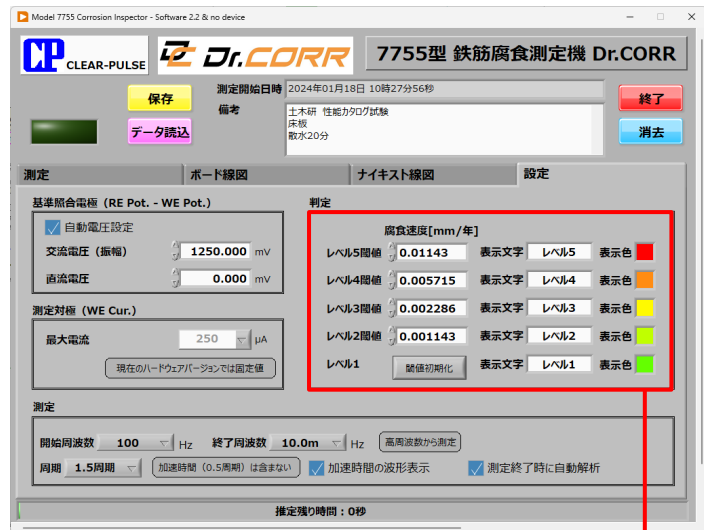 Model 7755 Corrosion Inspector - Software 2.2 & no device
CLEAR-PULSE
Dr.CORR
7755型 鉄筋腐食測定機 Dr.CORR
保存
データ読込
測定開始日時 2024年01月18日 10時27分56秒
備考
土木研 性能カタログ試験
床板
散水20分
終了
消去
測定 ボード線図 ナイキスト線図 設定
基準照合電極（RE Pot. - WE Pot.）
自動電圧設定
交流電圧（振幅） 1250.000 mV
直流電圧 0.000 mV
測定対極（WE Cur.）
最大電流 250 μA
現在のハードウェアバージョンでは固定値
判定
腐食速度[mm/年]
レベル5閾値 0.01143 表示文字 レベル5 表示色
レベル4閾値 0.005715 表示文字 レベル4 表示色
レベル3閾値 0.002286 表示文字 レベル3 表示色
レベル2閾値 0.001143 表示文字 レベル2 表示色
レベル1 閾値初期化 表示文字 レベル1 表示色
測定
開始周波数 100 Hz 終了周波数 10.0m Hz 高周波数から測定
周期 1.5周期 加速時間（0.5周期）は含まない 加速時間の波形表示 測定終了時に自動解析
推定残り時間：0秒